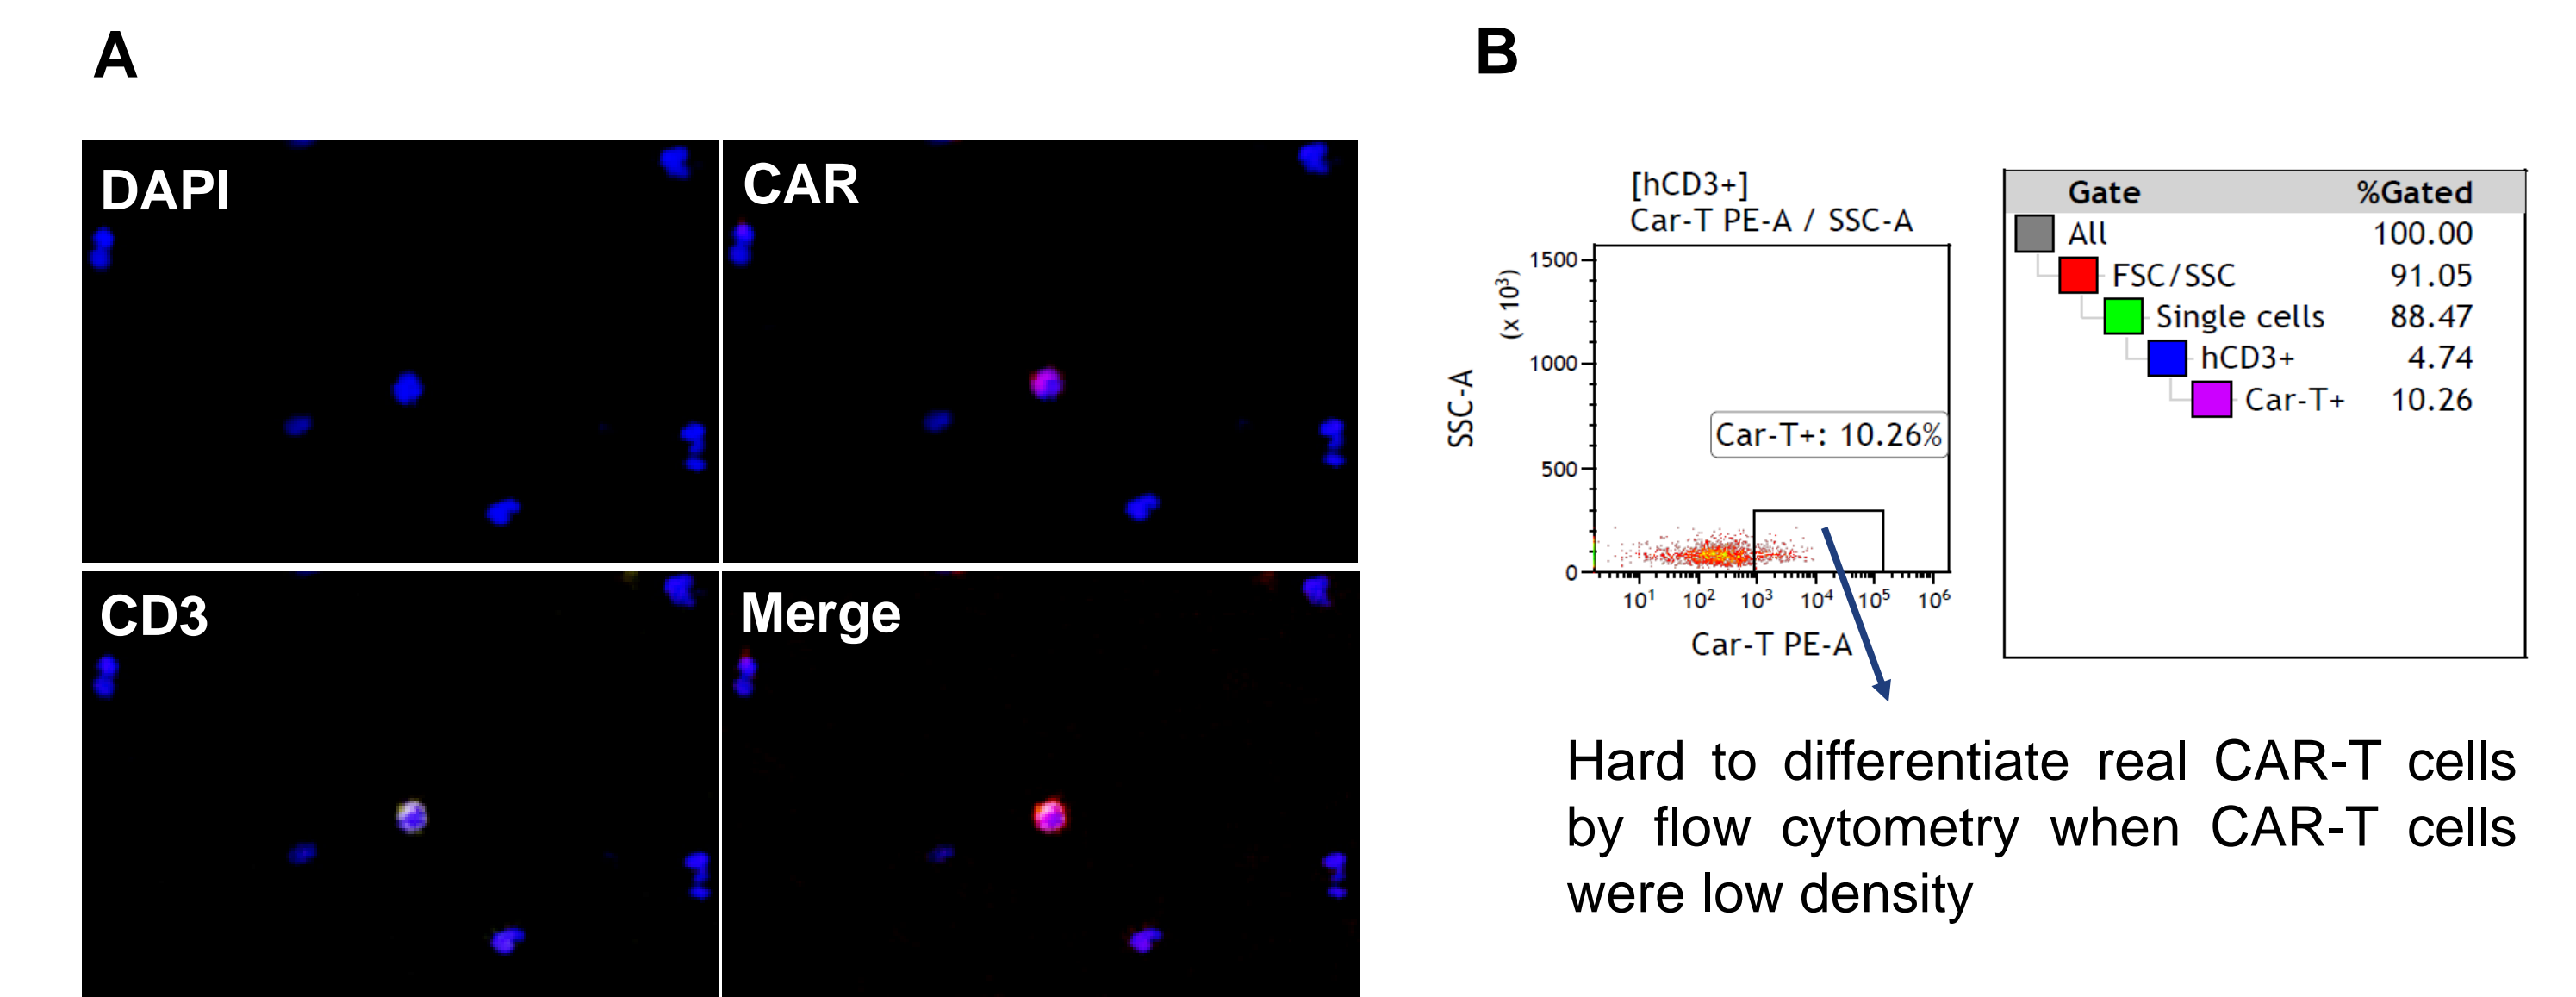 A
B
DAPI
CAR
CD3
Merge
[hCD3+]
Car-T PE-A / SSC-A
(x 10³)
SSC-A
1500
1000
500
0
Car-T+: 10.26%
10¹ 10² 10³ 10⁴ 10⁵ 10⁶
Car-T PE-A
Gate %Gated
All 100.00
FSC/SSC 91.05
Single cells 88.47
hCD3+ 4.74
Car-T+ 10.26
Hard to differentiate real CAR-T cells
by flow cytometry when CAR-T cells
were low density